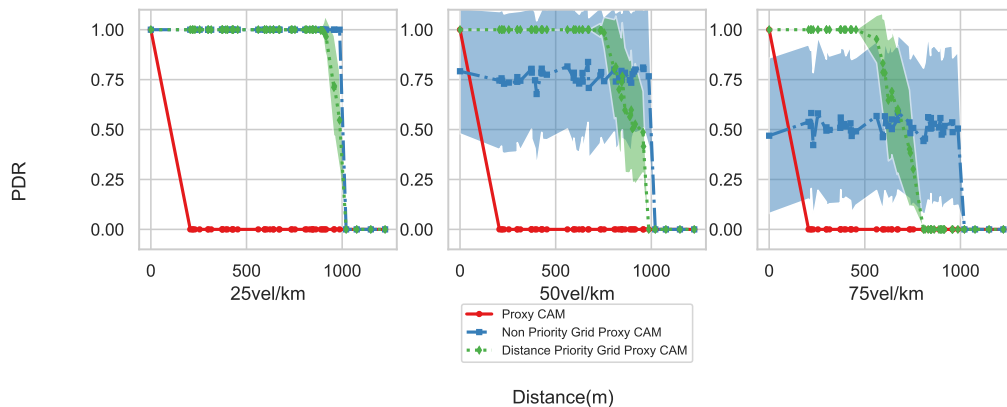 PDR
1.00
0.75
0.50
0.25
0.00
0 500 1000
25vel/km
1.00
0.75
0.50
0.25
0.00
0 500 1000
50vel/km
1.00
0.75
0.50
0.25
0.00
0 500 1000
75vel/km
Proxy CAM
Non Priority Grid Proxy CAM
Distance Priority Grid Proxy CAM
Distance(m)